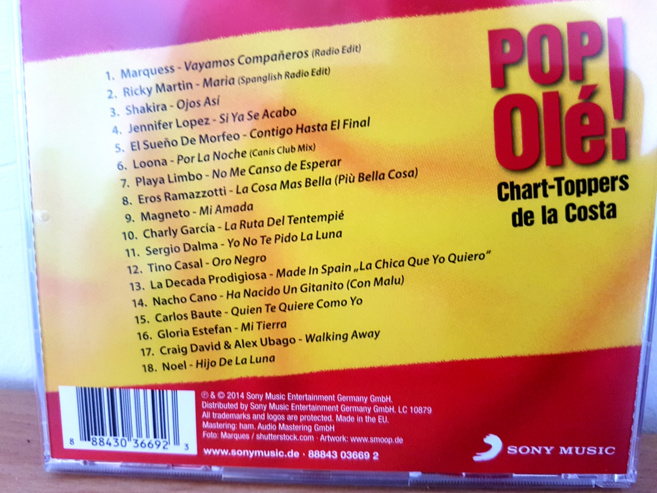 1. Marquess - Vayamos Compañeros (Radio Edit)
2. Ricky Martin - Maria (Spanglish Radio Edit)
3. Shakira - Ojos Así
4. Jennifer Lopez - Si Ya Se Acabo
5. El Sueño De Morfeo - Contigo Hasta El Final
6. Loona - Por La Noche (Canis Club Mix)
7. Playa Limbo - No Me Canso de Esperar
8. Eros Ramazzotti - La Cosa Mas Bella (Più Bella Cosa)
9. Magneto - Mi Amada
10. Charly García - La Ruta Del Tentempié
11. Sergio Dalma - Yo No Te Pido La Luna
12. Tino Casal - Oro Negro
13. La Decada Prodigiosa - Made In Spain „La Chica Que Yo Quiero“
14. Nacho Cano - Ha Nacido Un Gitanito (Con Malu)
15. Carlos Baute - Quien Te Quiere Como Yo
16. Gloria Estefan - Mi Tierra
17. Craig David & Alex Ubago - Walking Away
18. Noel - Hijo De La Luna
POP
Olé!
Chart-Toppers
de la Costa
8 88430 36692 3
℗ & © 2014 Sony Music Entertainment Germany GmbH.
Distributed by Sony Music Entertainment Germany GmbH. LC 10879
All trademarks and logos are protected. Made in the EU.
Mastering: ham. Audio Mastering GmbH
Foto: Marques / shutterstock.com · Artwork: www.smoop.de
www.sonymusic.de · 88843 03669 2
SONY MUSIC